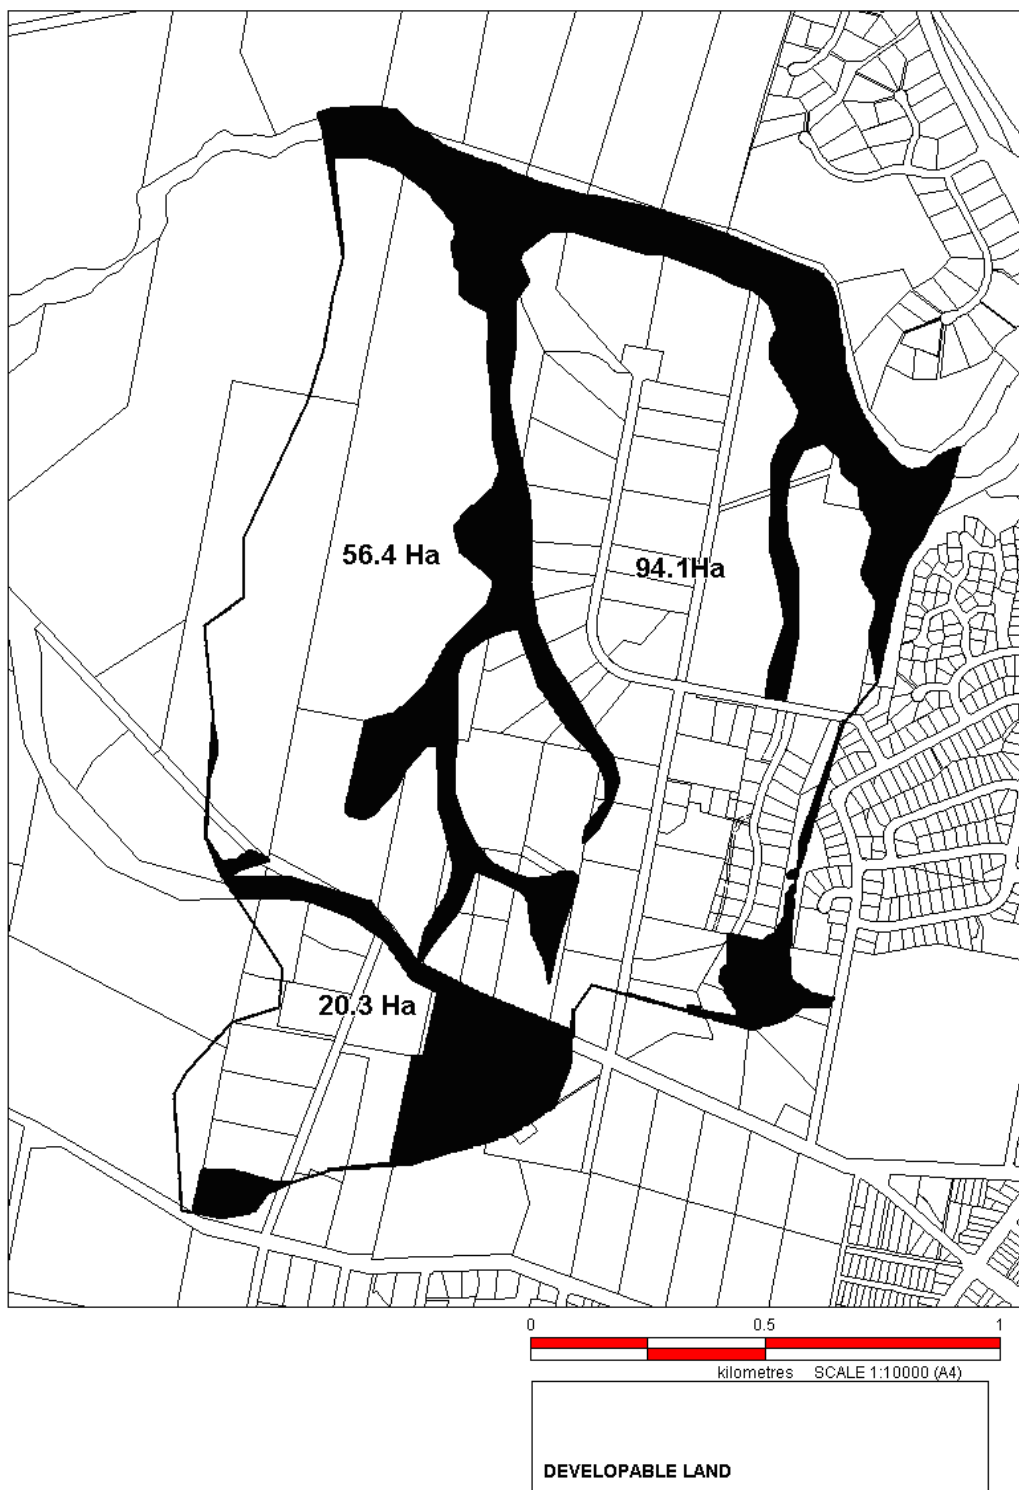 56.4 Ha
94.1Ha
20.3 Ha
0 0.5 1
kilometres SCALE 1:10000 (A4)
DEVELOPABLE LAND